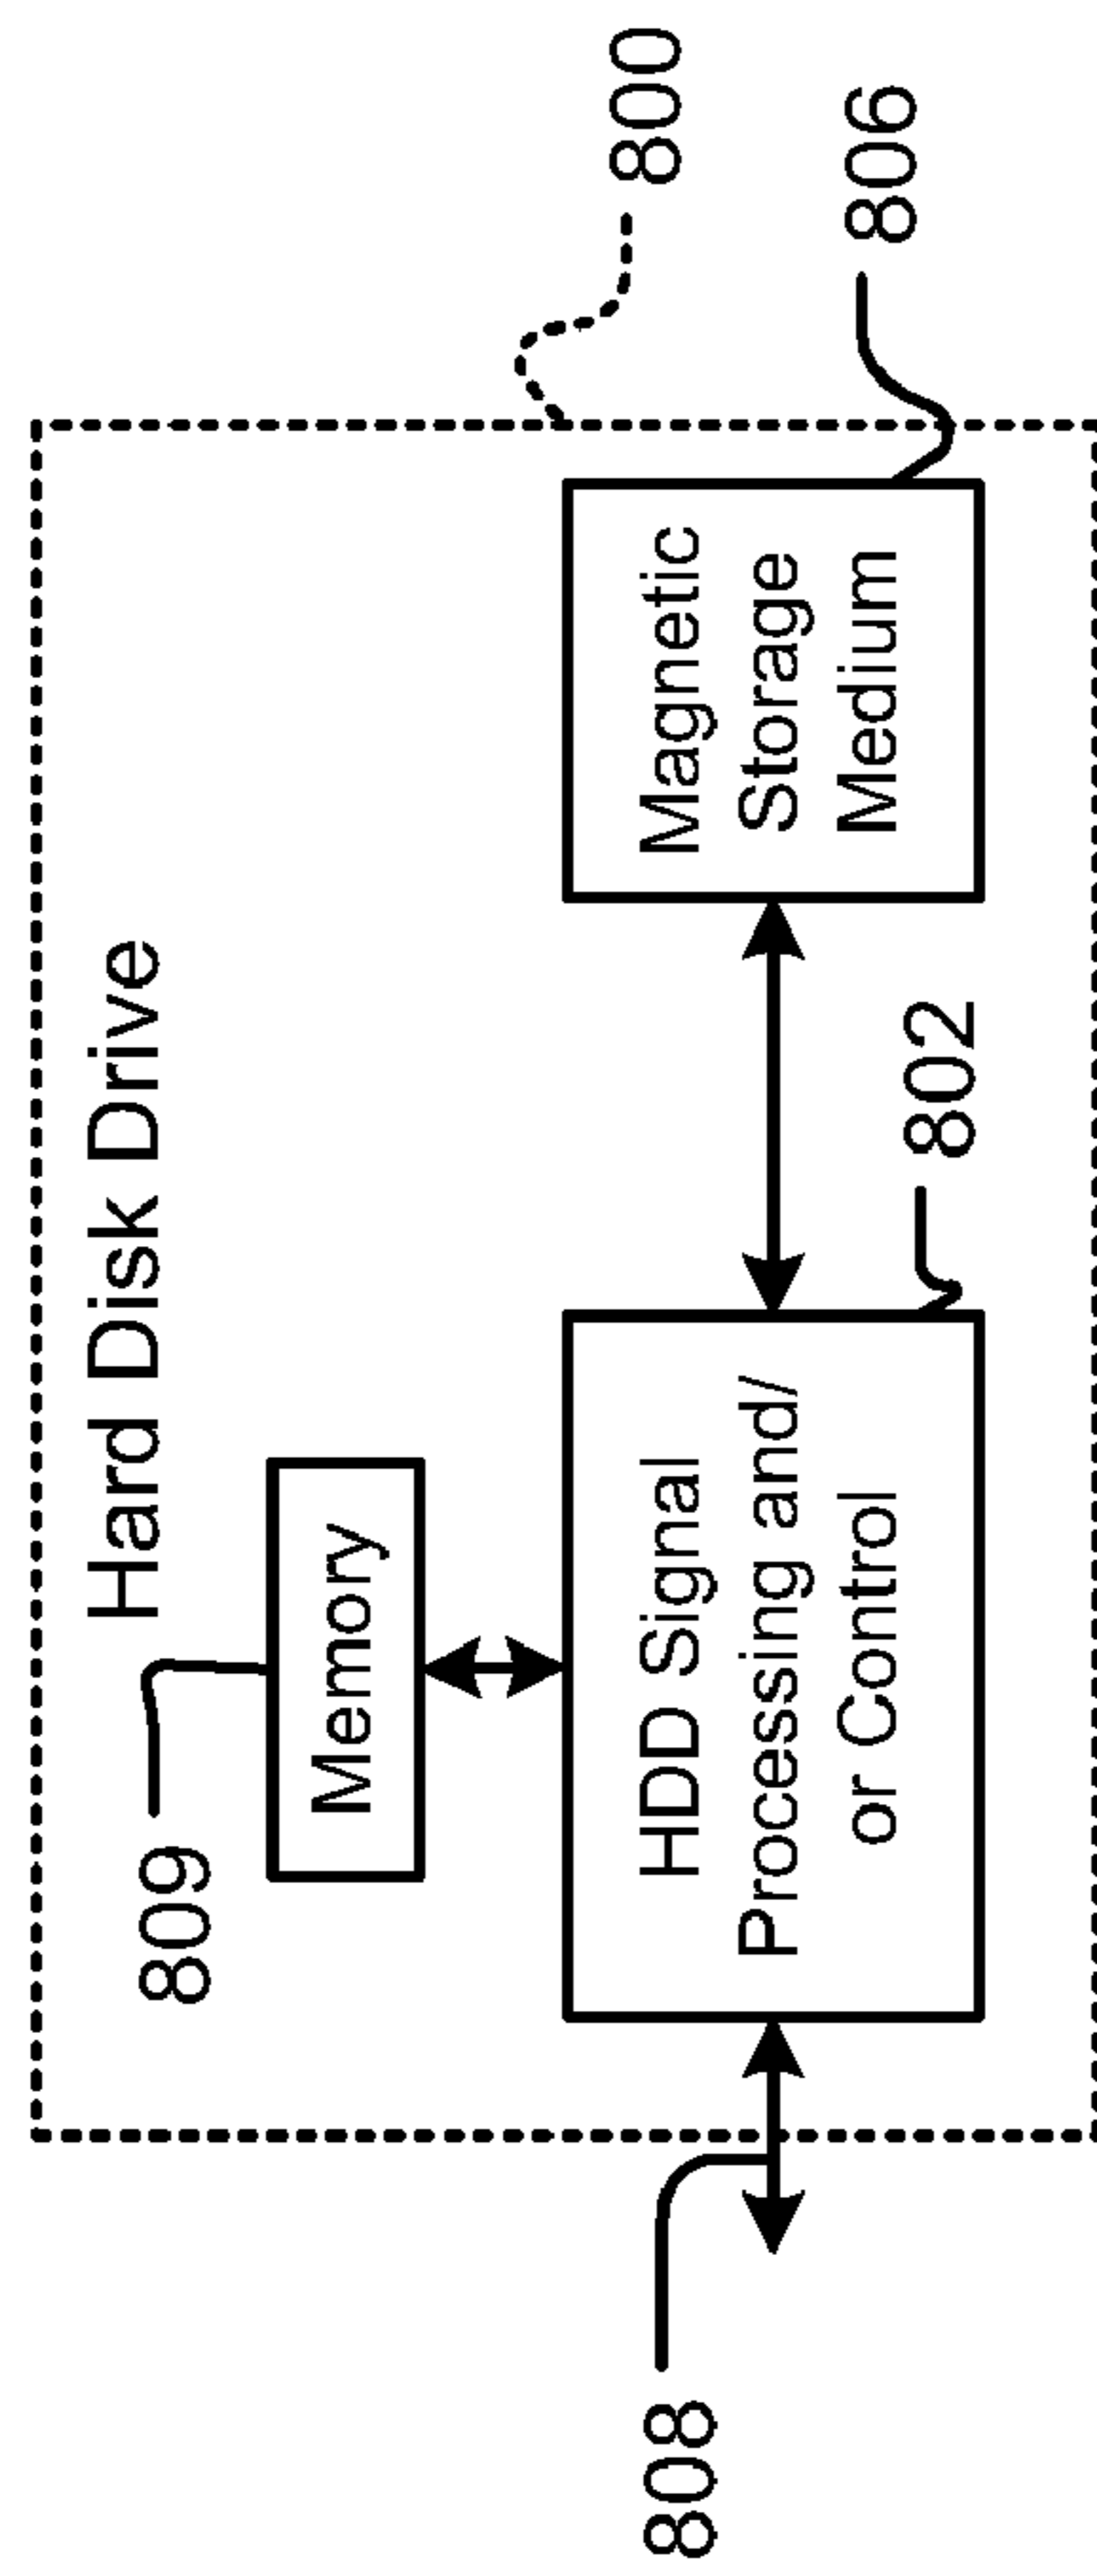 Hard Disk Drive
800
809
Memory
HDD Signal
Processing and/
or Control
Magnetic
Storage
Medium
806
802
808